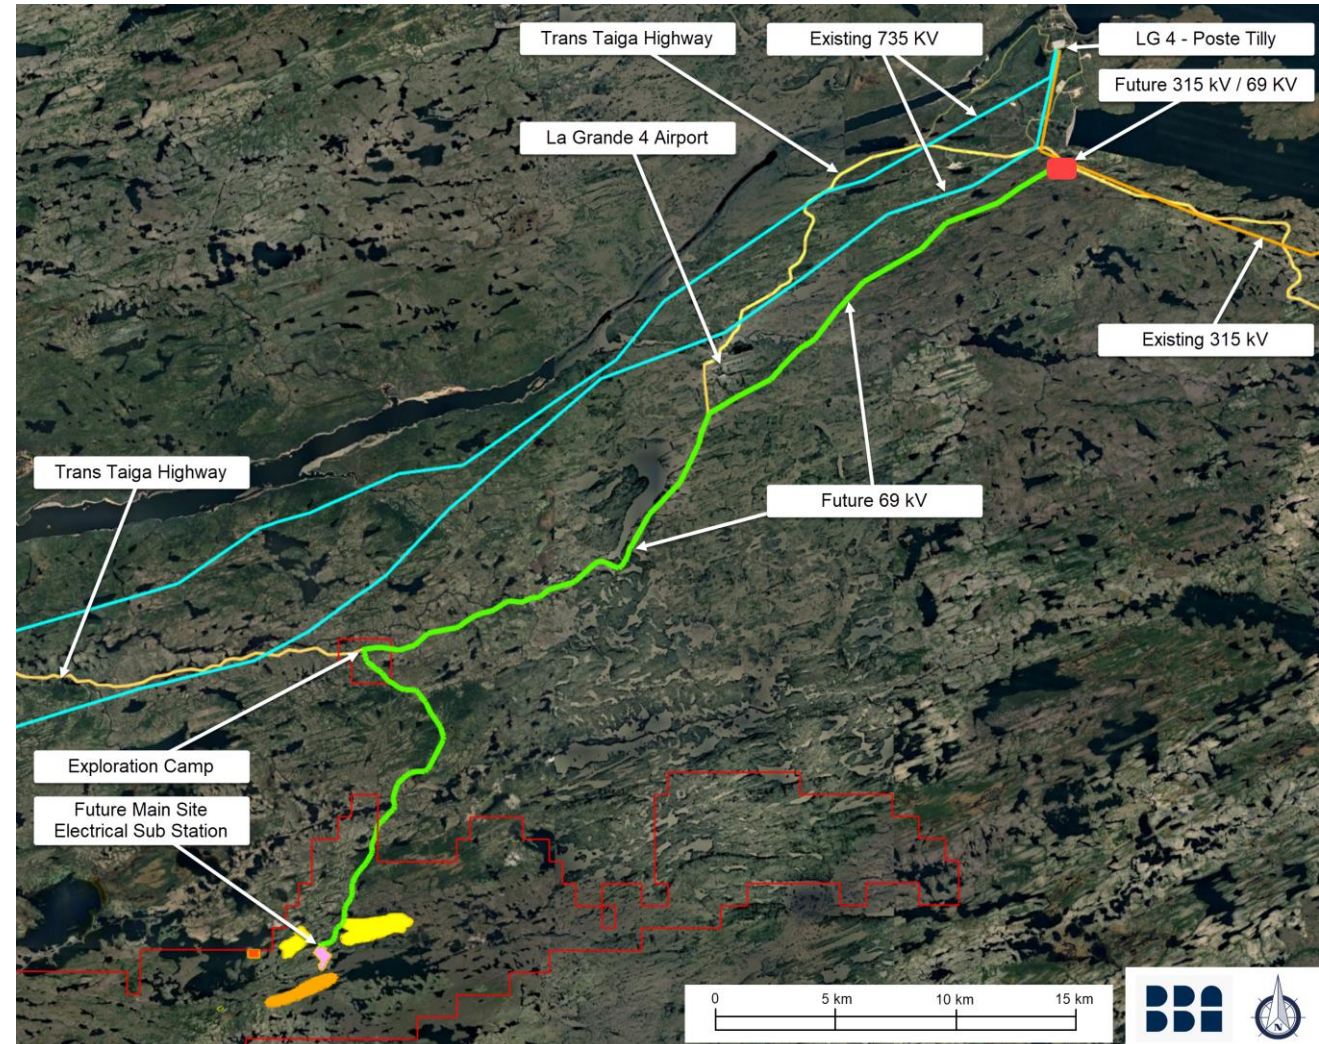 Trans Taiga Highway
Existing 735 KV
LG 4 - Poste Tilly
Future 315 kV / 69 KV
La Grande 4 Airport
Existing 315 kV
Trans Taiga Highway
Future 69 kV
Exploration Camp
Future Main Site
Electrical Sub Station
0 5 km 10 km 15 km
BBA
N